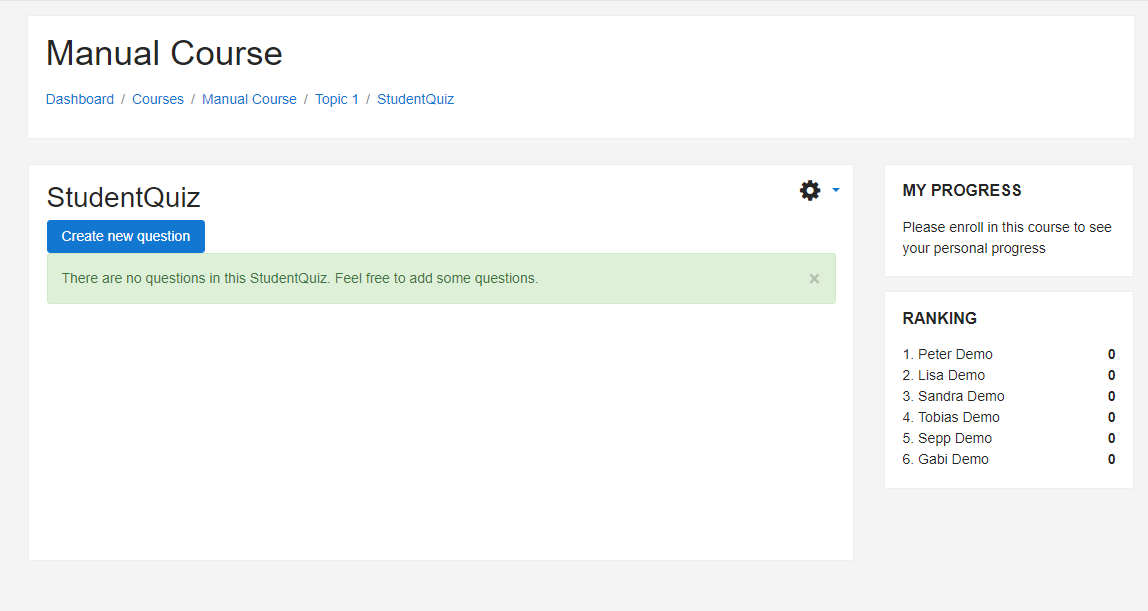 Manual Course
Dashboard / Courses / Manual Course / Topic 1 / StudentQuiz
StudentQuiz
Create new question
There are no questions in this StudentQuiz. Feel free to add some questions. ×
MY PROGRESS
Please enroll in this course to see
your personal progress
RANKING
1. Peter Demo 0
2. Lisa Demo 0
3. Sandra Demo 0
4. Tobias Demo 0
5. Sepp Demo 0
6. Gabi Demo 0